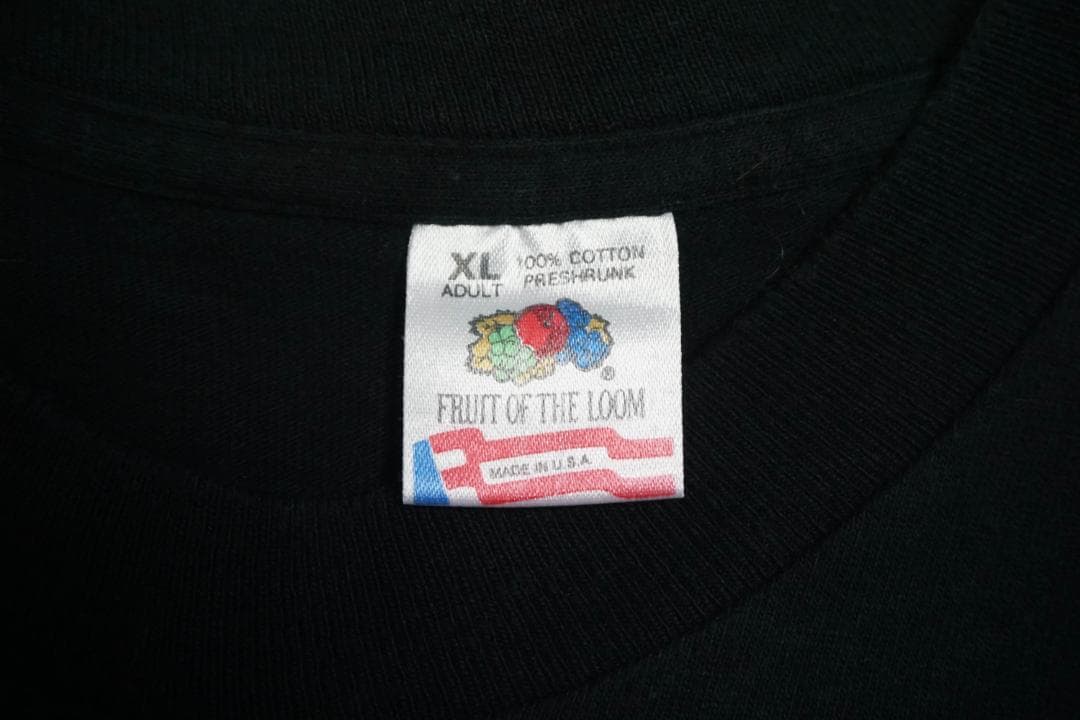 XL 100% COTTON
ADULT PRESHRUNK
®
FRUIT OF THE LOOM
MADE IN U.S.A.